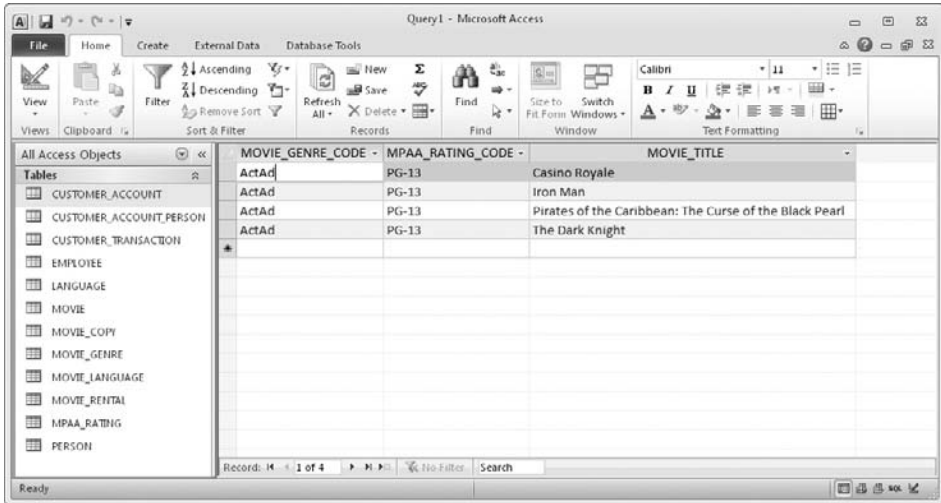 Query1 - Microsoft Access
File Home Create External Data Database Tools
View Paste Filter Ascending Descending Remove Sort Refresh All New Save Delete Find Size to Fit Form Switch Windows Calibri 11 B I U
Views Clipboard Sort & Filter Records Find Window Text Formatting
All Access Objects
Tables
CUSTOMER_ACCOUNT
CUSTOMER_ACCOUNT_PERSON
CUSTOMER_TRANSACTION
EMPLOYEE
LANGUAGE
MOVIE
MOVIE_COPY
MOVIE_GENRE
MOVIE_LANGUAGE
MOVIE_RENTAL
MPAA_RATING
PERSON
MOVIE_GENRE_CODE MPAA_RATING_CODE MOVIE_TITLE
ActAd PG-13 Casino Royale
ActAd PG-13 Iron Man
ActAd PG-13 Pirates of the Caribbean: The Curse of the Black Pearl
ActAd PG-13 The Dark Knight
Record: 1 of 4 No Filter Search
Ready SQL